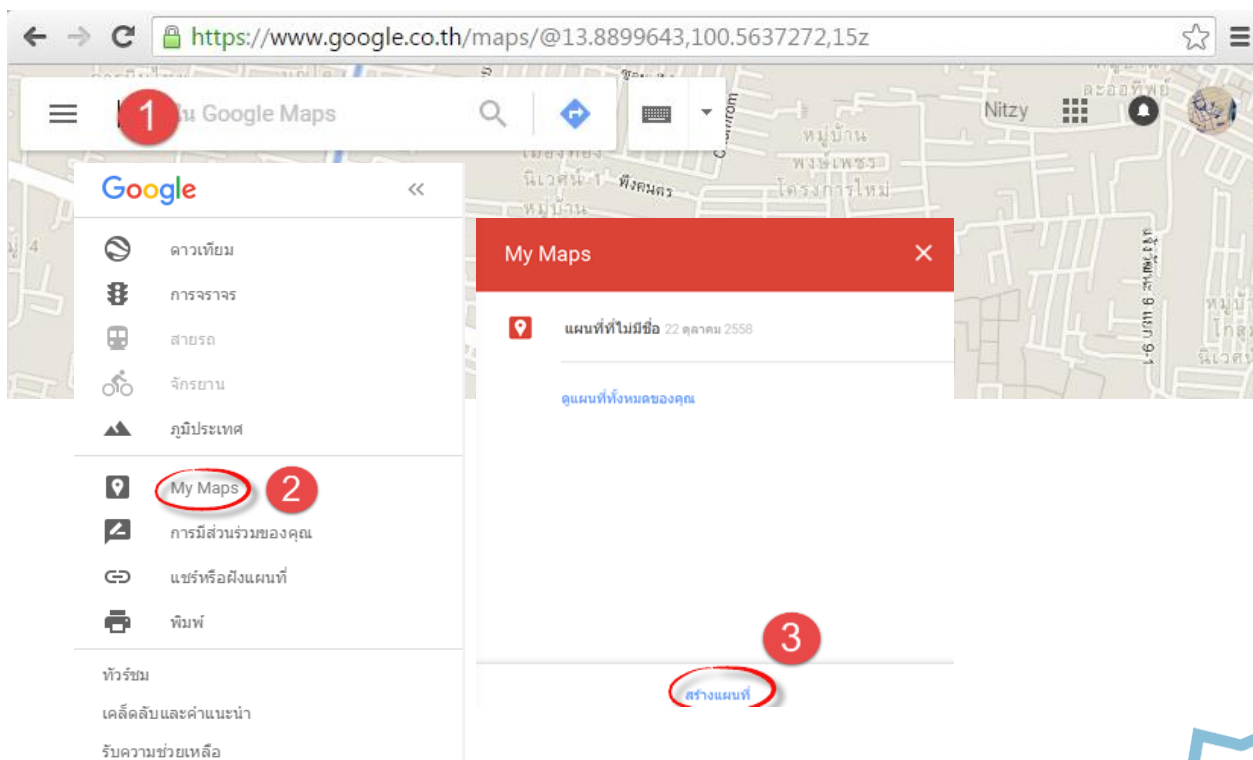 https://www.google.co.th/maps/@13.8899643,100.5637272,15z
1
ใน Google Maps
Nitzy
หมู่บ้าน
พงษ์เพชร
โครงการใหม่
นิเวศน์ 1
พึ่งคนตร
หมู่บ้าน
4
Google
ดาวเทียม
การจราจร
สายรถ
จักรยาน
ภูมิประเทศ
My Maps
2
การมีส่วนร่วมของคุณ
แชร์หรือฝังแผนที่
พิมพ์
ทัวร์ชม
เคล็ดลับและคำแนะนำ
รับความช่วยเหลือ
My Maps
แผนที่ที่ไม่มีชื่อ 22 ตุลาคม 2558
ดูแผนที่ทั้งหมดของคุณ
3
สร้างแผนที่